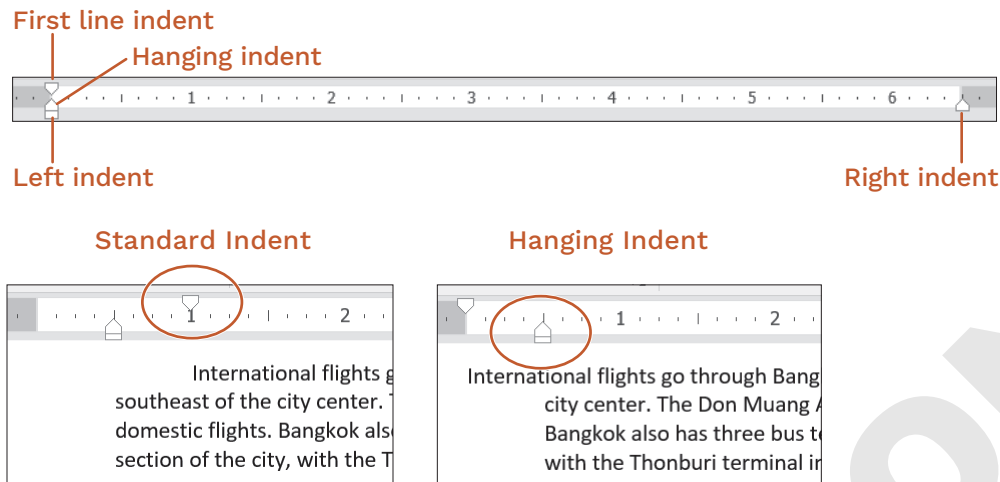 First line indent
Hanging indent
1 2 3 4 5 6
Left indent
Right indent
Standard Indent
Hanging Indent
1 2
1 2
International flights g
southeast of the city center.
domestic flights. Bangkok als
section of the city, with the T
International flights go through Bang
city center. The Don Muang
Bangkok also has three bus t
with the Thonburi terminal in